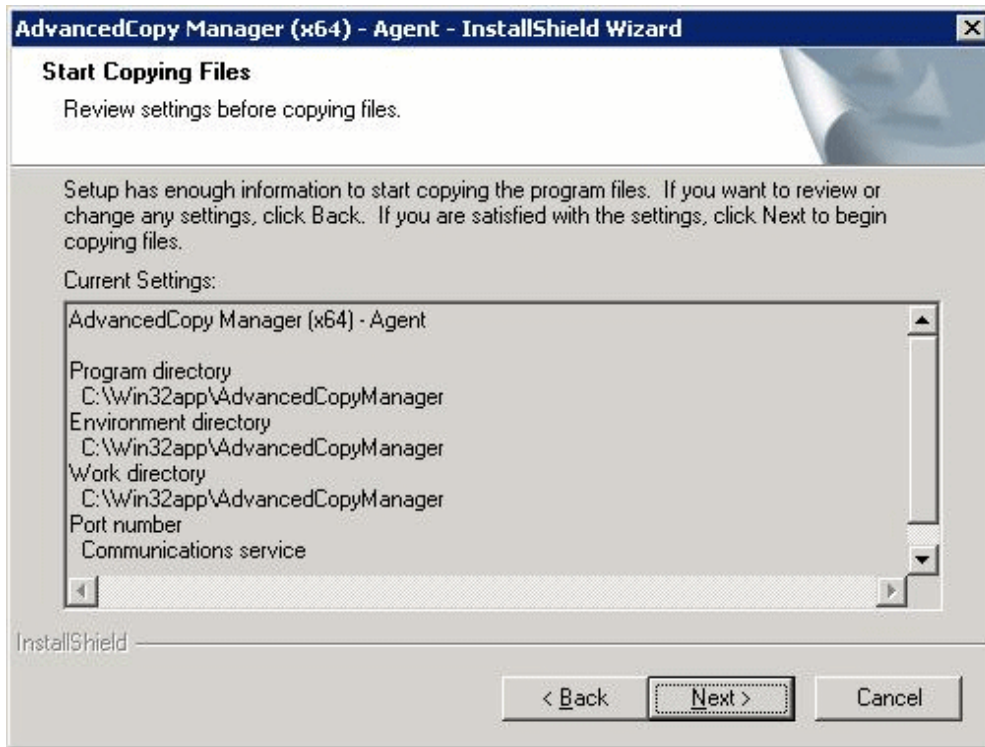 AdvancedCopy Manager (x64) - Agent - InstallShield Wizard
Start Copying Files
Review settings before copying files.
Setup has enough information to start copying the program files.  If you want to review or
change any settings, click Back.  If you are satisfied with the settings, click Next to begin
copying files.
Current Settings:
AdvancedCopy Manager (x64) - Agent
Program directory
C:\Win32app\AdvancedCopyManager
Environment directory
C:\Win32app\AdvancedCopyManager
Work directory
C:\Win32app\AdvancedCopyManager
Port number
Communications service
InstallShield
< Back
Next >
Cancel